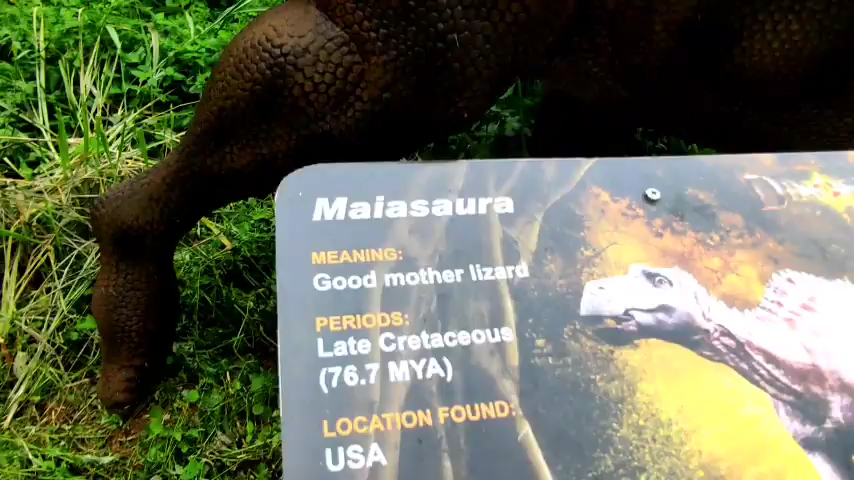 Maiasaura
MEANING:
Good mother lizard
PERIODS:
Late Cretaceous
(76.7 MYA)
LOCATION FOUND:
USA